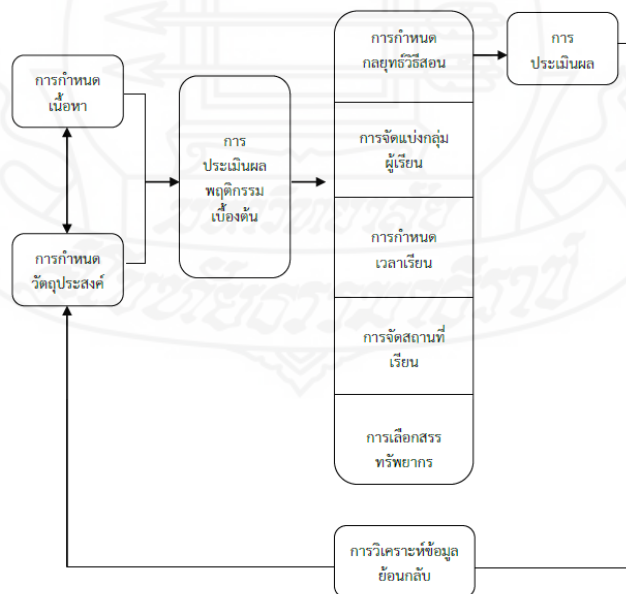 การกำหนด
เนื้อหา
การกำหนด
วัตถุประสงค์
การ
ประเมินผล
พฤติกรรม
เบื้องต้น
การกำหนด
กลยุทธ์วิธีสอน
การจัดแบ่งกลุ่ม
ผู้เรียน
การกำหนด
เวลาเรียน
การจัดสถานที่
เรียน
การเลือกสรร
ทรัพยากร
การ
ประเมินผล
การวิเคราะห์ข้อมูล
ย้อนกลับ